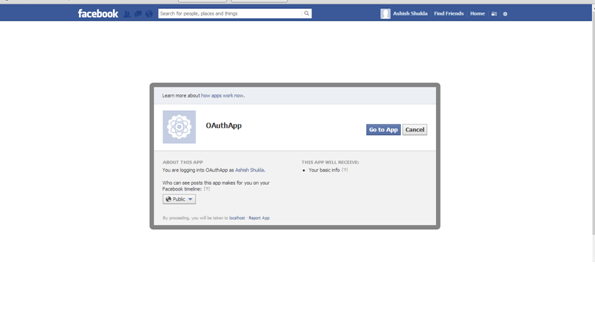 facebook Search for people, places and things Ashish Shukla Find Friends Home
Learn more about how apps work now.
OAuthApp
Go to App Cancel
ABOUT THIS APP
You are logging into OAuthApp as Ashish Shukla.
Who can see posts this app makes for you on your
Facebook timeline: [?]
Public
THIS APP WILL RECEIVE:
Your basic info [?]
By proceeding, you will be taken to localhost · Report App